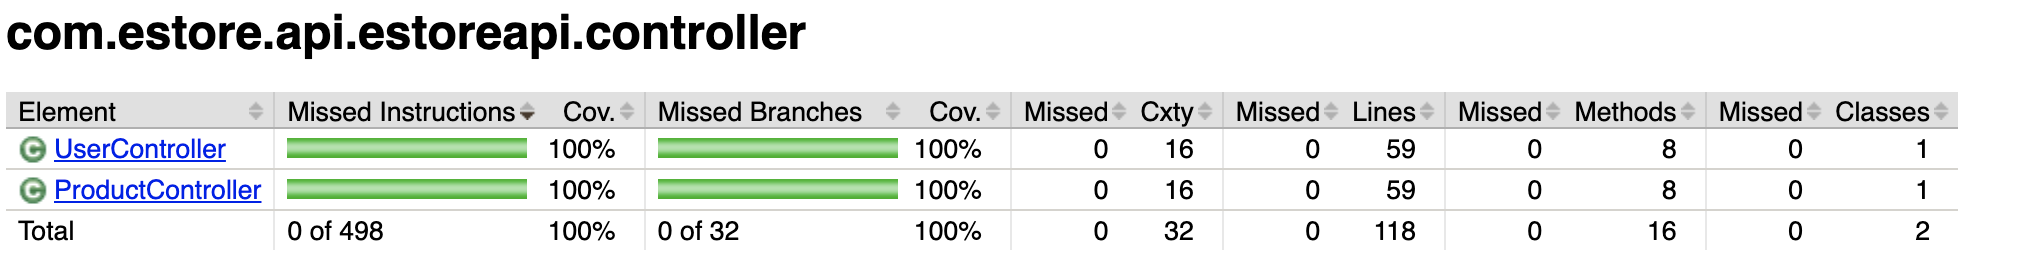 com.estore.api.estoreapi.controller
Element Missed Instructions Cov. Missed Branches Cov. Missed Cxty Missed Lines Missed Methods Missed Classes
C UserController 100% 100% 0 16 0 59 0 8 0 1
C ProductController 100% 100% 0 16 0 59 0 8 0 1
Total 0 of 498 100% 0 of 32 100% 0 32 0 118 0 16 0 2